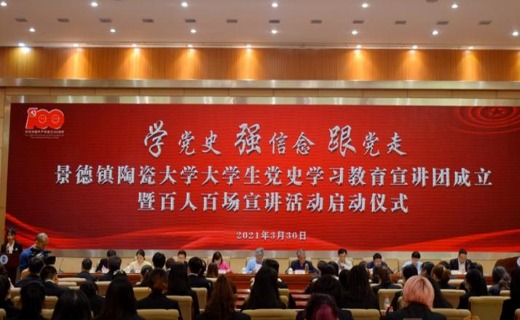 100
学党史 强信念 跟党走
景德镇陶瓷大学大学生党史学习教育宣讲团成立
暨百人百场宣讲活动启动仪式
2021年3月30日